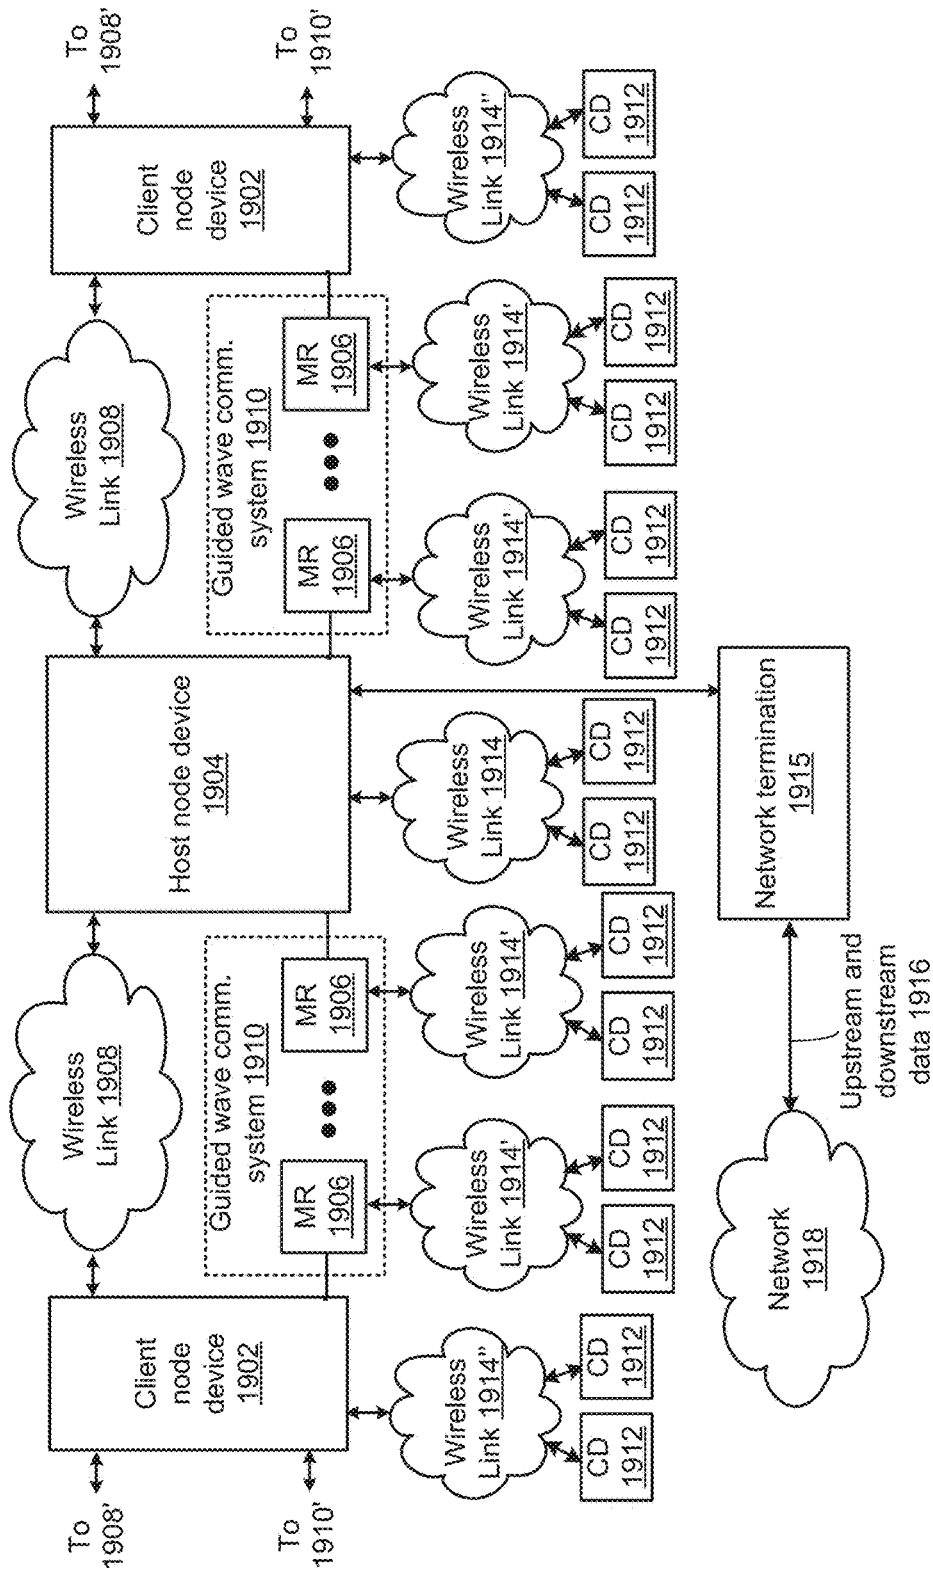 To
1908'
To
1910'
Client
node
device
1902
Wireless
Link 1908
Guided wave comm.
system 1910
MR
1906
MR
1906
Host node device
1904
Wireless
Link 1908
Guided wave comm.
system 1910
MR
1906
MR
1906
Client
node
device
1902
To
1908'
To
1910'
Wireless
Link 1914"
Wireless
Link 1914'
Wireless
Link 1914'
Wireless
Link 1914
Wireless
Link 1914'
Wireless
Link 1914'
Wireless
Link 1914"
CD
1912
CD
1912
CD
1912
CD
1912
CD
1912
CD
1912
CD
1912
CD
1912
CD
1912
CD
1912
CD
1912
CD
1912
CD
1912
CD
1912
Network
1918
Upstream and
downstream
data 1916
Network termination
1915